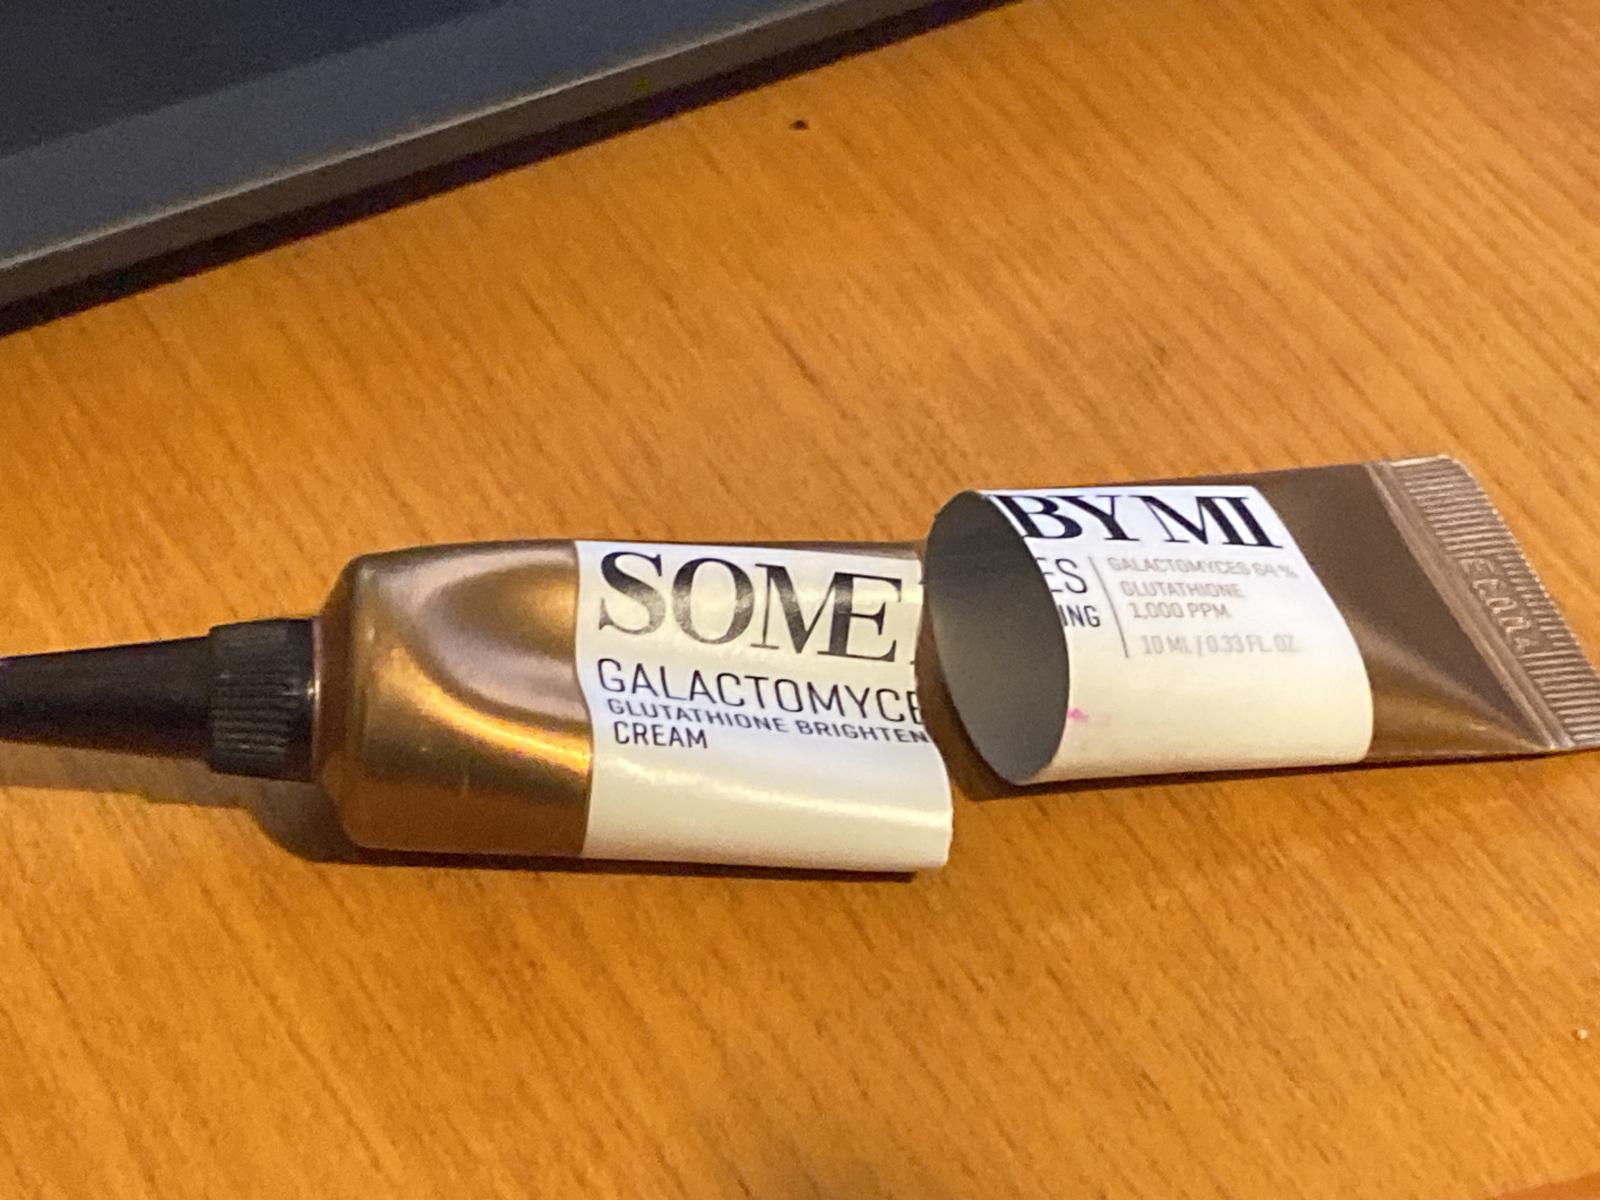 SOME
GALACTOMYCE
GLUTATHIONE BRIGHTEN
CREAM
BY MI
ES
ING
GALACTOMYCES 64 %
GLUTATHIONE
1,000 PPM
10 ML / 0.33 FL. OZ.